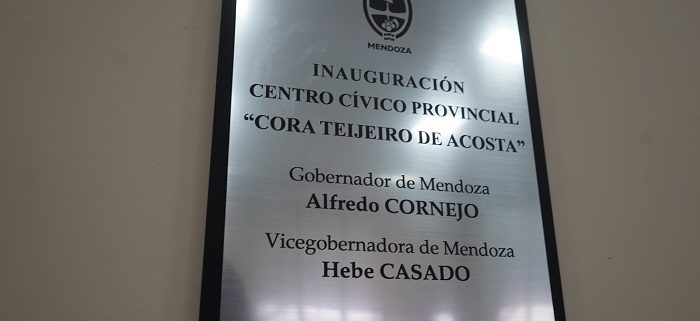 MENDOZA
INAUGURACIÓN
CENTRO CÍVICO PROVINCIAL
“CORA TEIJEIRO DE ACOSTA”
Gobernador de Mendoza
Alfredo CORNEJO
Vicegobernadora de Mendoza
Hebe CASADO